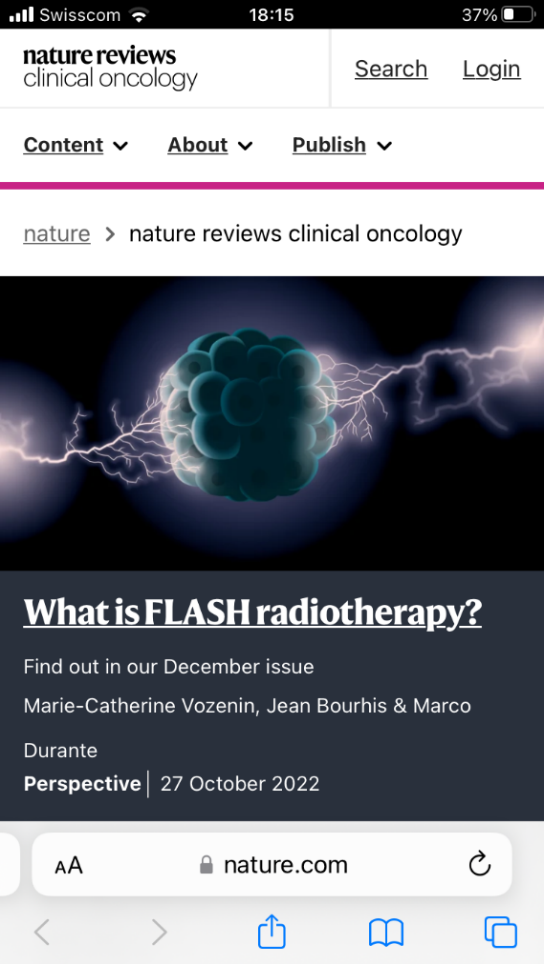 Swisscom 18:15 37%
nature reviews
clinical oncology
Search Login
Content About Publish
nature > nature reviews clinical oncology
What is FLASH radiotherapy?
Find out in our December issue
Marie-Catherine Vozenin, Jean Bourhis & Marco
Durante
Perspective | 27 October 2022
AA nature.com